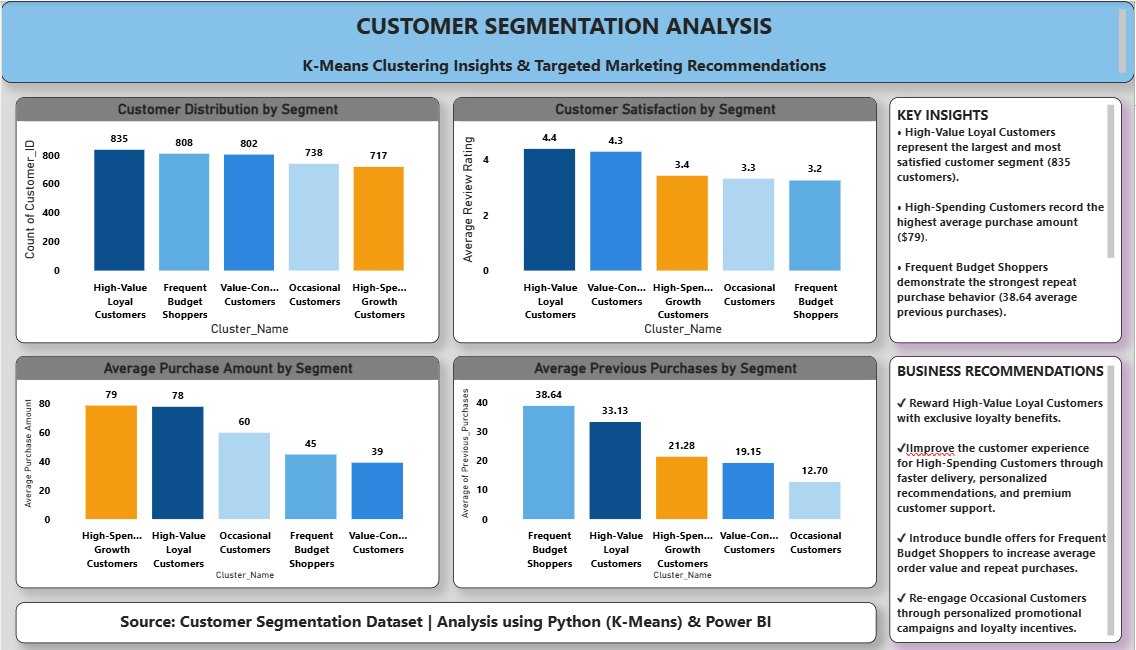 CUSTOMER SEGMENTATION ANALYSIS
K-Means Clustering Insights & Targeted Marketing Recommendations
Customer Distribution by Segment
Count of Customer_ID
800
600
400
200
0
835
808
802
738
717
High-Value
Loyal
Customers
Frequent
Budget
Shoppers
Value-Con...
Customers
Occasional
Customers
High-Spe...
Growth
Customers
Cluster_Name
Customer Satisfaction by Segment
Average Review Rating
4
2
0
4.4
4.3
3.4
3.3
3.2
High-Value
Loyal
Customers
Value-Con...
Customers
High-Spen...
Growth
Customers
Occasional
Customers
Frequent
Budget
Shoppers
Cluster_Name
KEY INSIGHTS
• High-Value Loyal Customers
represent the largest and most
satisfied customer segment (835
customers).
• High-Spending Customers record the
highest average purchase amount
($79).
• Frequent Budget Shoppers
demonstrate the strongest repeat
purchase behavior (38.64 average
previous purchases).
Average Purchase Amount by Segment
Average Purchase Amount
80
60
40
20
0
79
78
60
45
39
High-Spen...
Growth
Customers
High-Value
Loyal
Customers
Occasional
Customers
Frequent
Budget
Shoppers
Value-Con...
Customers
Cluster_Name
Average Previous Purchases by Segment
Average of Previous_Purchases
40
30
20
10
0
38.64
33.13
21.28
19.15
12.70
Frequent
Budget
Shoppers
High-Value
Loyal
Customers
High-Spen...
Growth
Customers
Value-Con...
Customers
Occasional
Customers
Cluster_Name
BUSINESS RECOMMENDATIONS
✓ Reward High-Value Loyal Customers
with exclusive loyalty benefits.
✓IImprove the customer experience
for High-Spending Customers through
faster delivery, personalized
recommendations, and premium
customer support.
✓ Introduce bundle offers for Frequent
Budget Shoppers to increase average
order value and repeat purchases.
✓ Re-engage Occasional Customers
through personalized promotional
campaigns and loyalty incentives.
Source: Customer Segmentation Dataset | Analysis using Python (K-Means) & Power BI